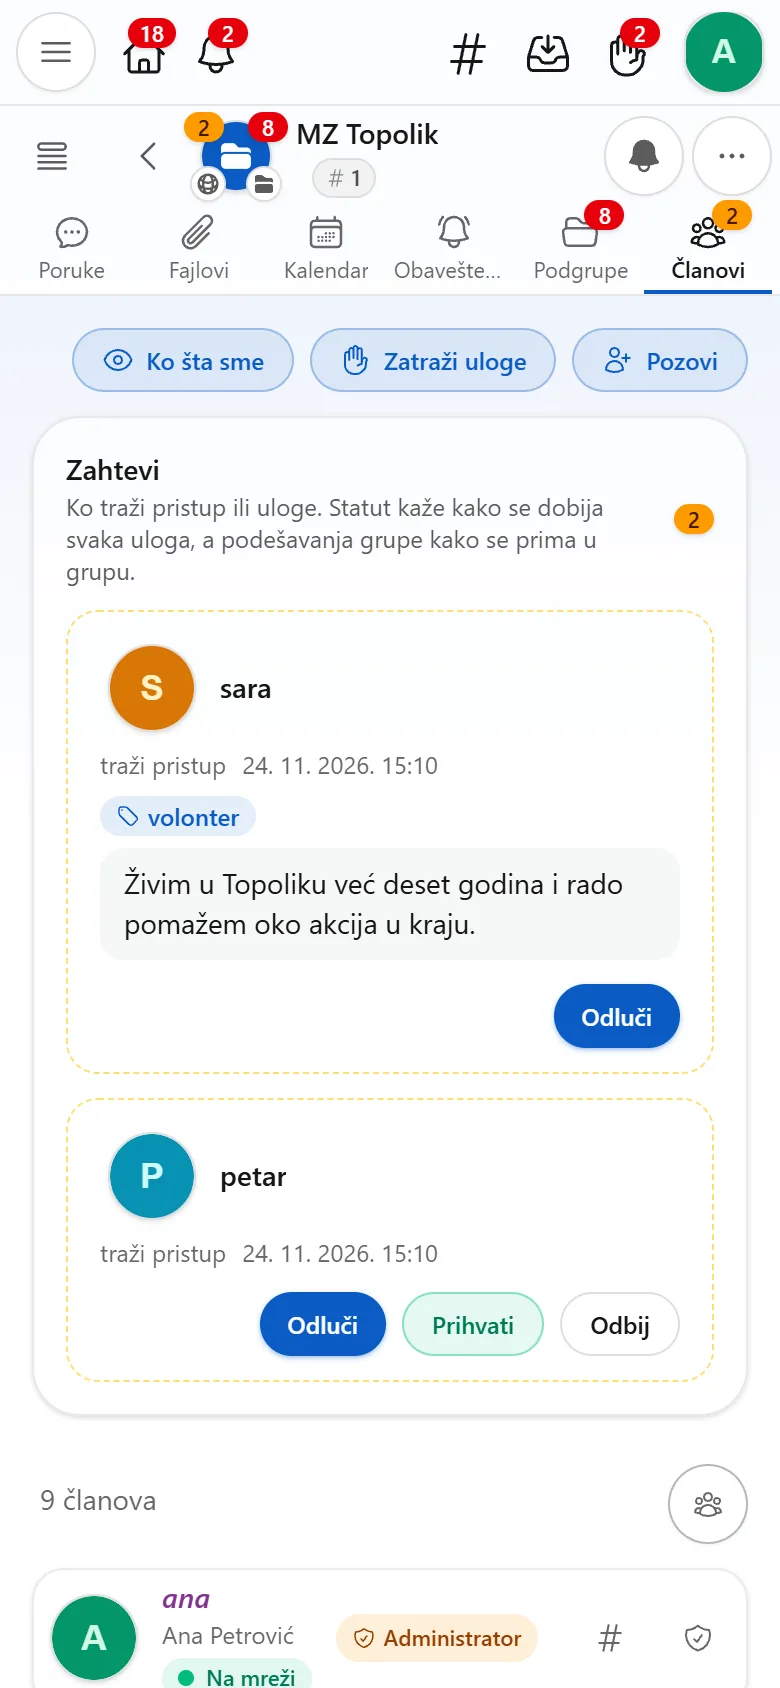 18
2
2
A
2
8
MZ Topolik
# 1
Poruke
Fajlovi
Kalendar
Obavešte...
8
Podgrupe
2
Članovi
Ko šta sme
Zatraži uloge
Pozovi
Zahtevi
Ko traži pristup ili uloge. Statut kaže kako se dobija
svaka uloga, a podešavanja grupe kako se prima u
grupu.
2
S
sara
traži pristup 24. 11. 2026. 15:10
volonter
Živim u Topoliku već deset godina i rado
pomažem oko akcija u kraju.
Odluči
P
petar
traži pristup 24. 11. 2026. 15:10
Odluči
Prihvati
Odbij
9 članova
A
ana
Ana Petrović
Administrator
#
Na mreži